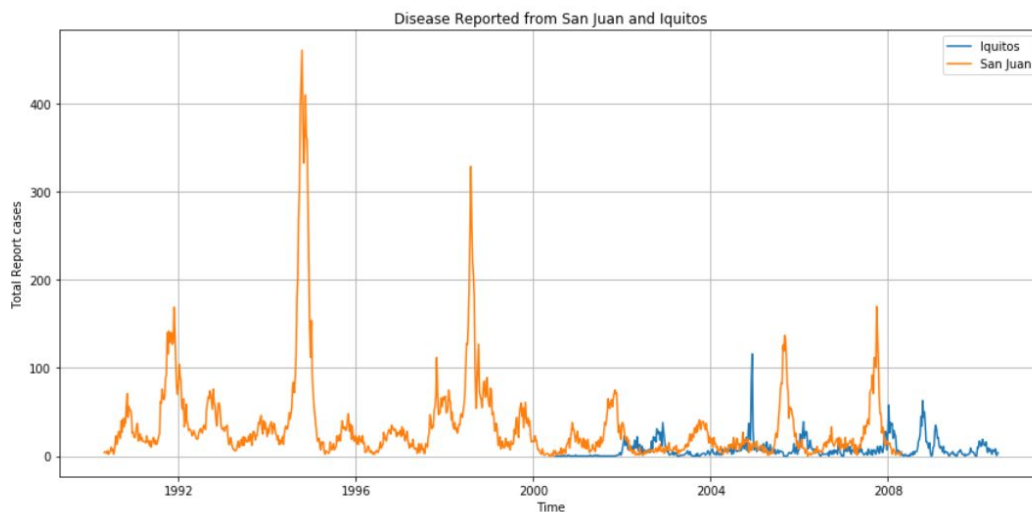 Disease Reported from San Juan and Iquitos
Iquitos
San Juan
Total Report cases
400
300
200
100
0
1992 1996 2000 2004 2008
Time